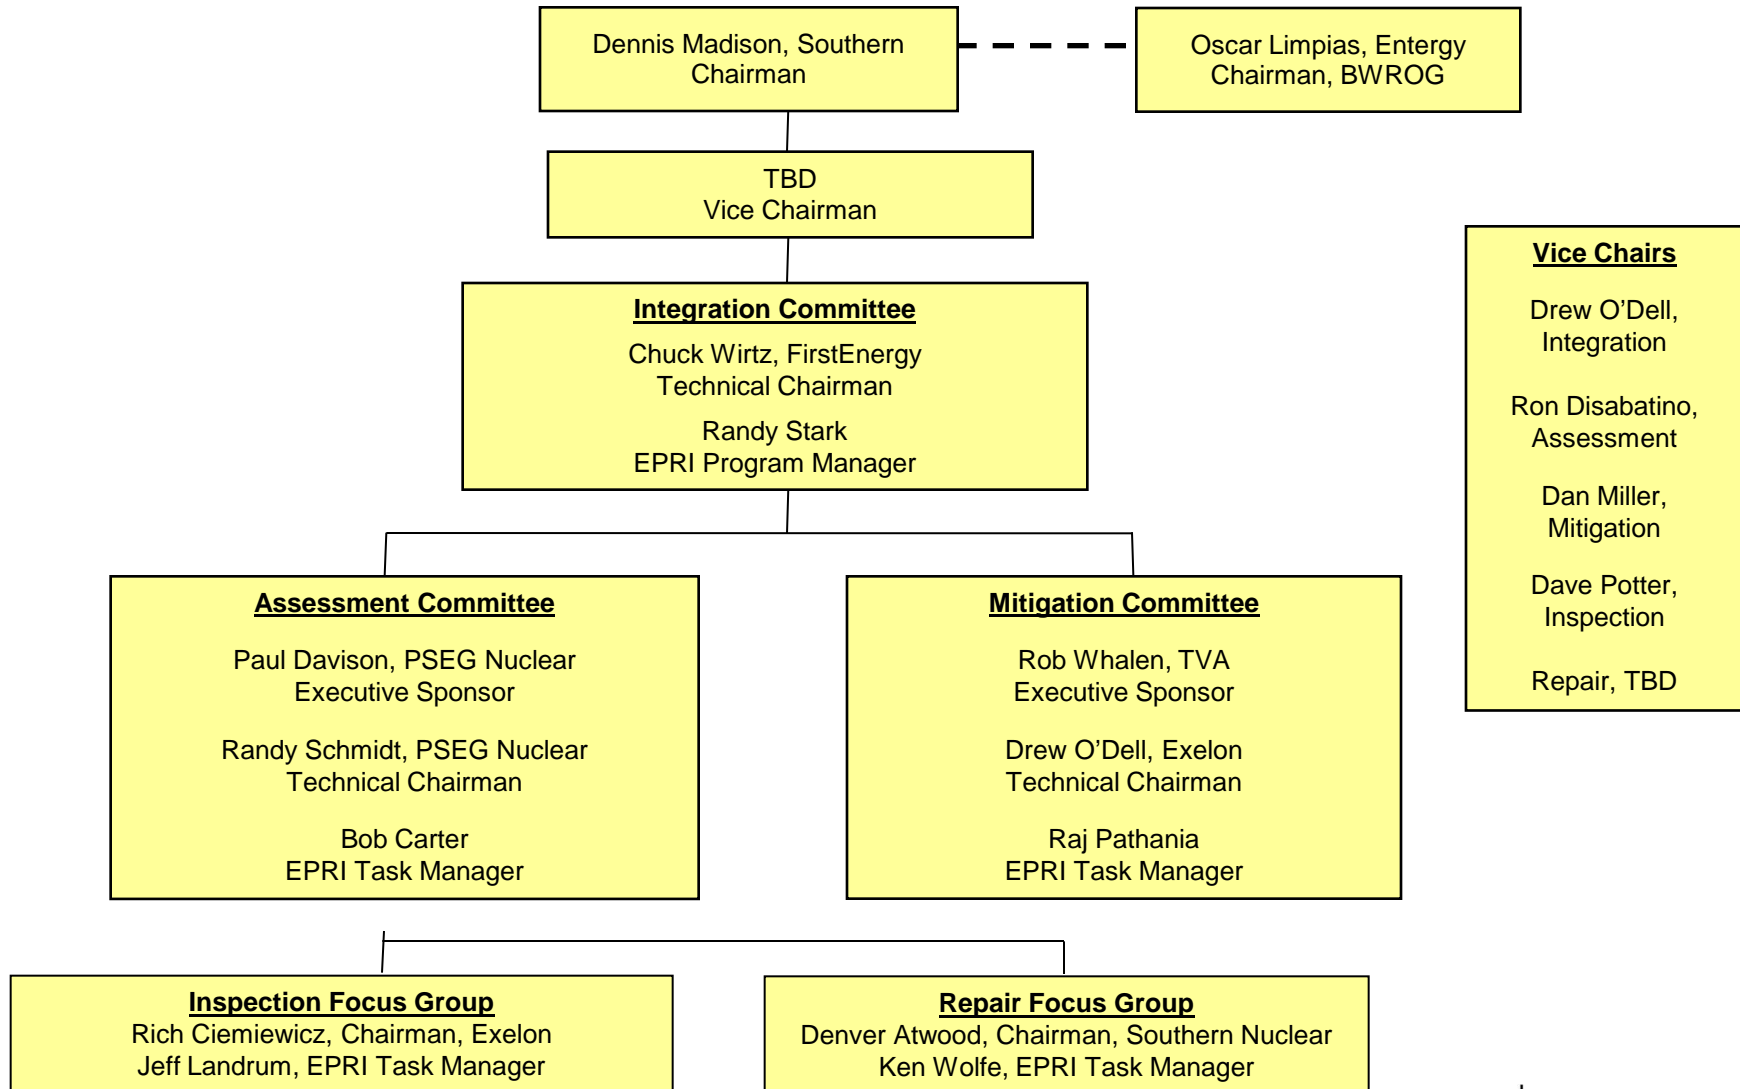 Dennis Madison, Southern
Chairman
Oscar Limpias, Entergy
Chairman, BWROG
TBD
Vice Chairman
Integration Committee
Chuck Wirtz, FirstEnergy
Technical Chairman
Randy Stark
EPRI Program Manager
Vice Chairs
Drew O’Dell,
Integration
Ron Disabatino,
Assessment
Dan Miller,
Mitigation
Dave Potter,
Inspection
Repair, TBD
Assessment Committee
Paul Davison, PSEG Nuclear
Executive Sponsor
Randy Schmidt, PSEG Nuclear
Technical Chairman
Bob Carter
EPRI Task Manager
Mitigation Committee
Rob Whalen, TVA
Executive Sponsor
Drew O’Dell, Exelon
Technical Chairman
Raj Pathania
EPRI Task Manager
Inspection Focus Group
Rich Ciemiewicz, Chairman, Exelon
Jeff Landrum, EPRI Task Manager
Repair Focus Group
Denver Atwood, Chairman, Southern Nuclear
Ken Wolfe, EPRI Task Manager